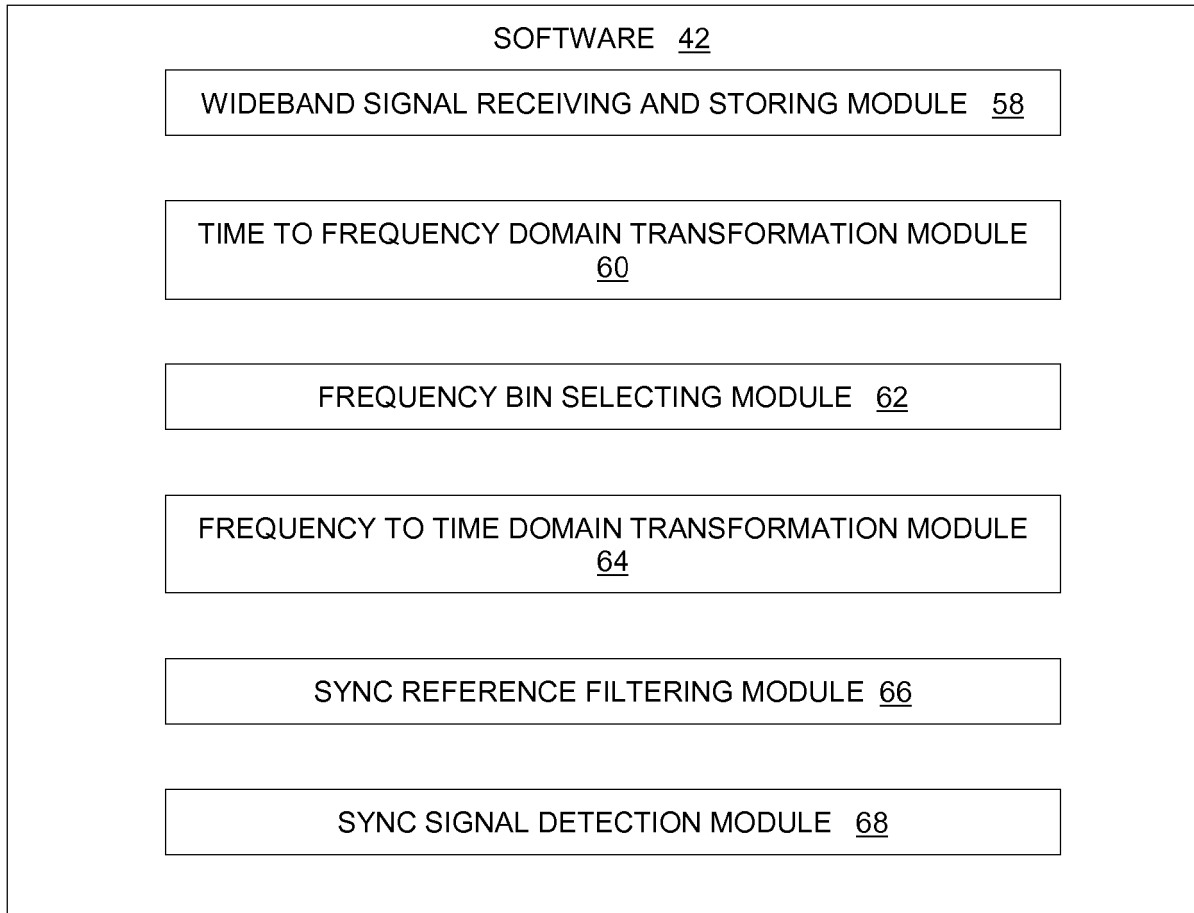 SOFTWARE 42
WIDEBAND SIGNAL RECEIVING AND STORING MODULE 58
TIME TO FREQUENCY DOMAIN TRANSFORMATION MODULE
60
FREQUENCY BIN SELECTING MODULE 62
FREQUENCY TO TIME DOMAIN TRANSFORMATION MODULE
64
SYNC REFERENCE FILTERING MODULE 66
SYNC SIGNAL DETECTION MODULE 68